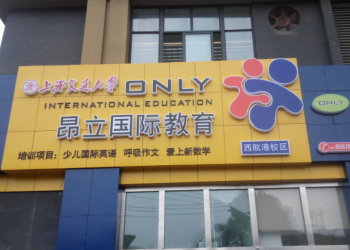 上海交通大學 ONLY
INTERNATIONAL EDUCATION
昂立国际教育
培训项目：少儿国际英语 呼吸作文 爱上新数学
西航港校区
ONLY